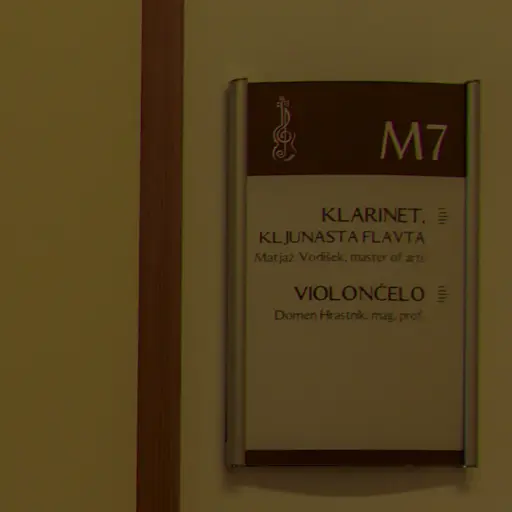 M7
KLARINET,
KLJUNASTA FLAVTA
Matjaž Vodišek, master of arts
VIOLONČELO
Domen Hrastnik, mag. prof.